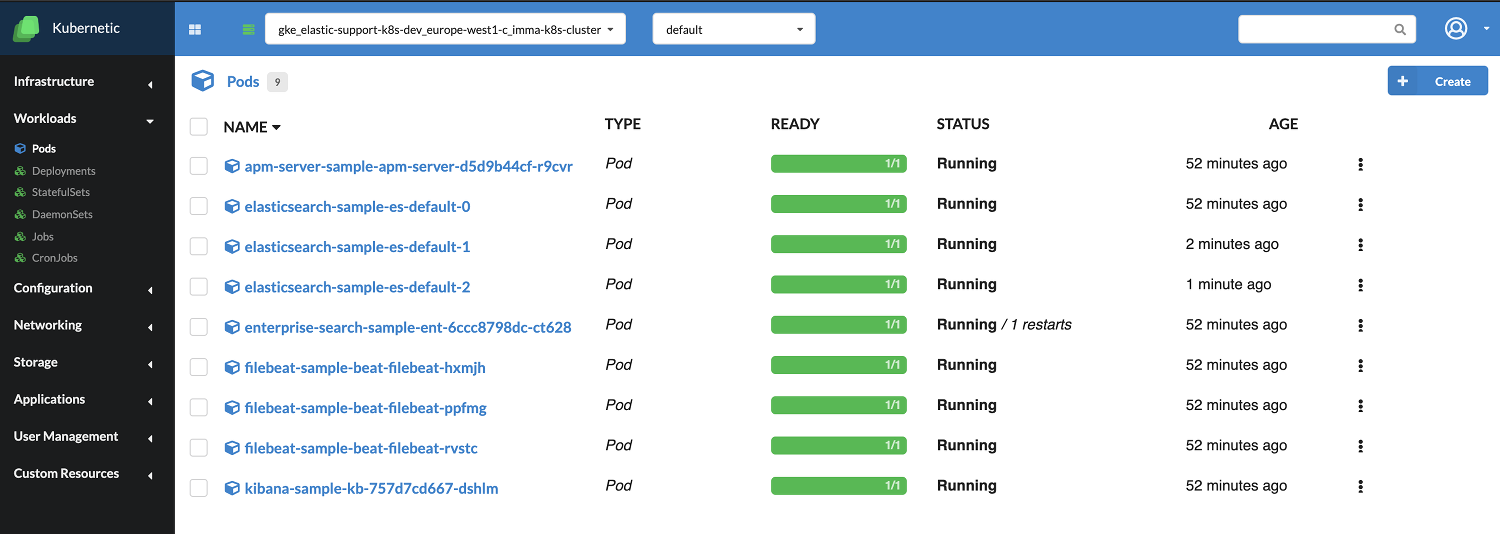 Kubernetic
gke_elastic-support-k8s-dev_europe-west1-c_imma-k8s-cluster
default
Infrastructure
Workloads
Pods
Deployments
StatefulSets
DaemonSets
Jobs
CronJobs
Configuration
Networking
Storage
Applications
User Management
Custom Resources
Pods 9
Create
NAME TYPE READY STATUS AGE
apm-server-sample-apm-server-d5d9b44cf-r9cvr Pod 1/1 Running 52 minutes ago
elasticsearch-sample-es-default-0 Pod 1/1 Running 52 minutes ago
elasticsearch-sample-es-default-1 Pod 1/1 Running 2 minutes ago
elasticsearch-sample-es-default-2 Pod 1/1 Running 1 minute ago
enterprise-search-sample-ent-6ccc8798dc-ct628 Pod 1/1 Running / 1 restarts 52 minutes ago
filebeat-sample-beat-filebeat-hxmjh Pod 1/1 Running 52 minutes ago
filebeat-sample-beat-filebeat-ppfmg Pod 1/1 Running 52 minutes ago
filebeat-sample-beat-filebeat-rvstc Pod 1/1 Running 52 minutes ago
kibana-sample-kb-757d7cd667-dshlm Pod 1/1 Running 52 minutes ago